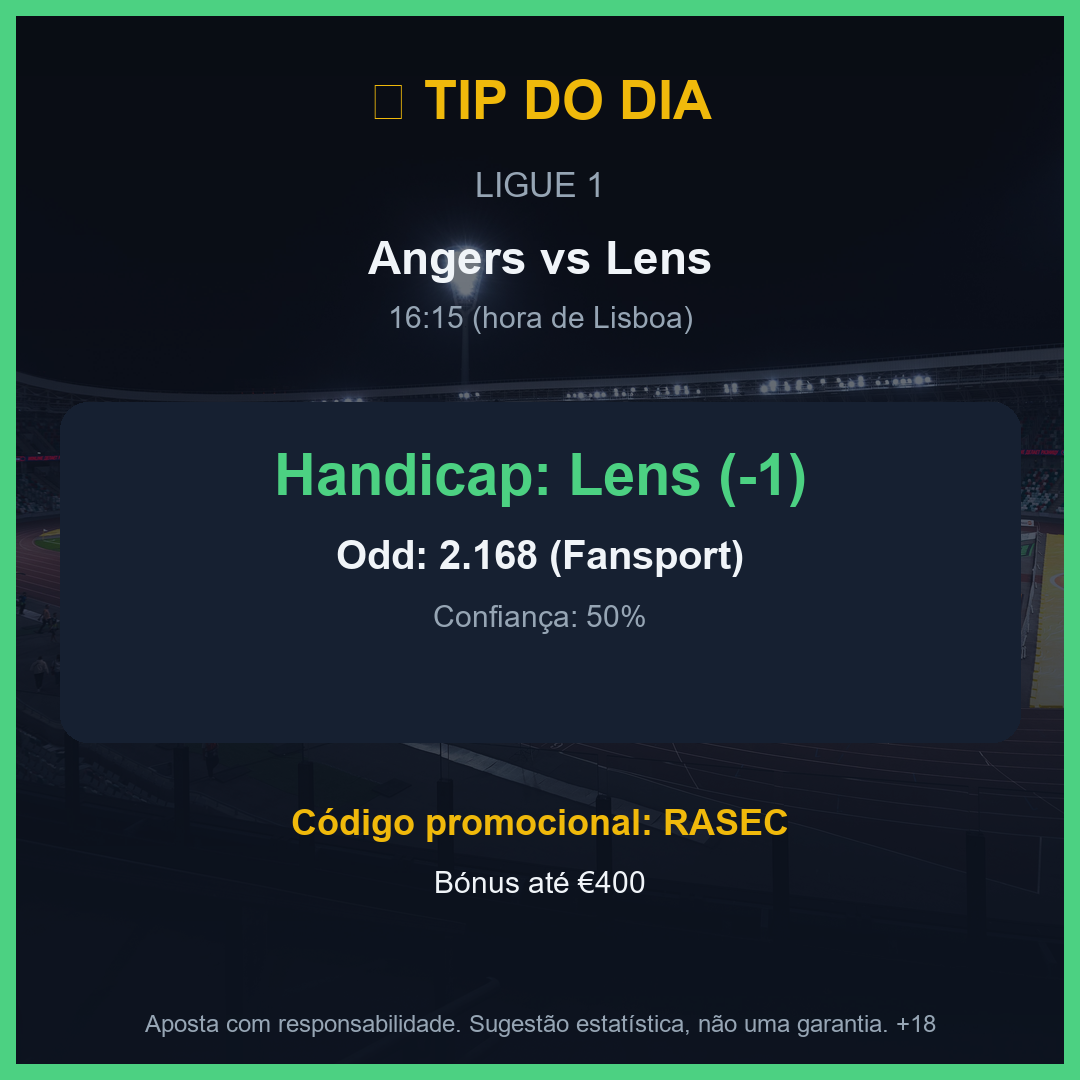 TIP DO DIA
LIGUE 1
Angers vs Lens
16:15 (hora de Lisboa)
Handicap: Lens (-1)
Odd: 2.168 (Fansport)
Confiança: 50%
Código promocional: RASEC
Bónus até €400
Aposta com responsabilidade. Sugestão estatística, não uma garantia. +18